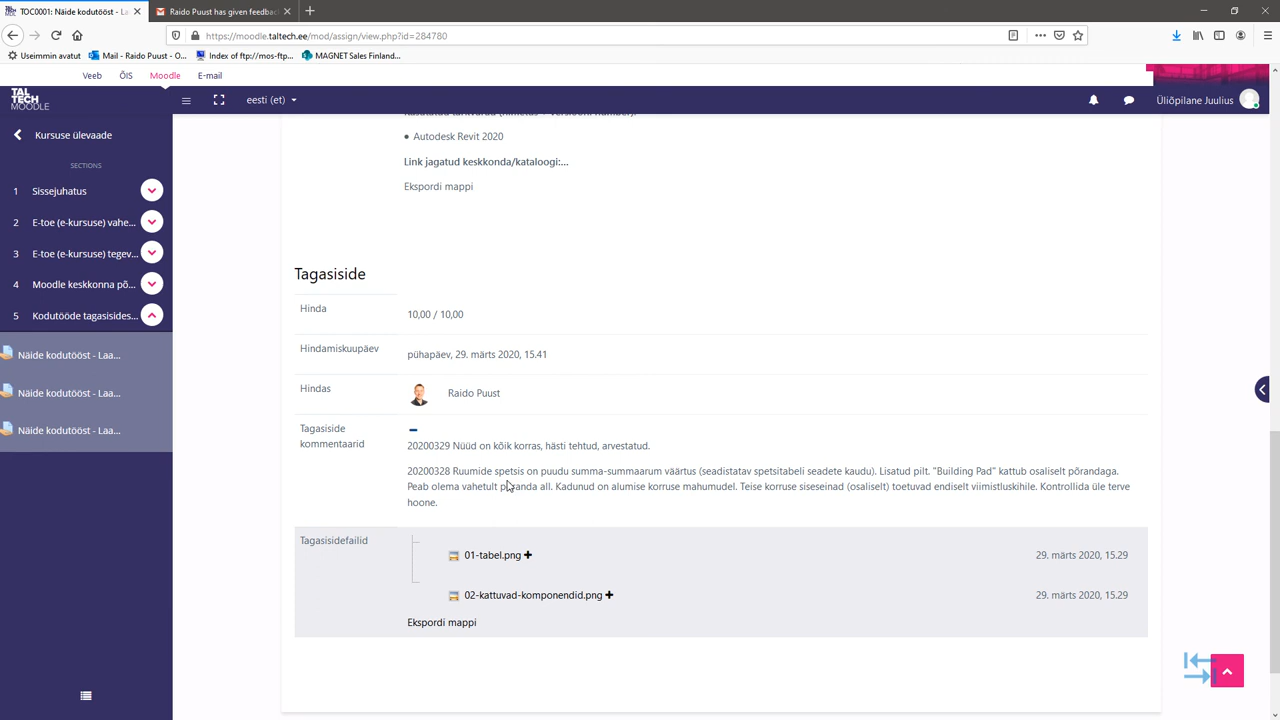 TOC0001: Näide kodutööst - La
Raido Puust has given feedbac
https://moodle.taltech.ee/mod/assign/view.php?id=284780
Useimmin avatut
Mail - Raido Puust - O...
Index of ftp://mos-ftp...
MAGNET Sales Finlan...
Veeb
ÕIS
Moodle
E-mail
TAL
TECH
MOODLE
eesti (et)
Üliõpilane Juulius
Kursuse ülevaade
SECTIONS
1 Sissejuhatus
2 E-toe (e-kursuse) vahe...
3 E-toe (e-kursuse) tegev...
4 Moodle keskkonna põ...
5 Kodutööde tagasisides...
Näide kodutööst - Laa...
Näide kodutööst - Laa...
Näide kodutööst - Laa...
• Autodesk Revit 2020
Link jagatud keskkonda/kataloogi:...
Ekspordi mappi
Tagasiside
Hinda
10,00 / 10,00
Hindamiskuupäev
pühapäev, 29. märts 2020, 15.41
Hindas
Raido Puust
Tagasiside
kommentaarid
20200329 Nüüd on kõik korras, hästi tehtud, arvestatud.
20200328 Ruumide spetsis on puudu summa-summaarum väärtus (seadistatav spetsitabeli seadete kaudu). Lisatud pilt. "Building Pad" kattub osaliselt põrandaga.
Peab olema vahetult põranda all. Kadunud on alumise korruse mahumudel. Teise korruse siseseinad (osaliselt) toetuvad endiselt viimistluskihile. Kontrollida üle terve
hoone.
Tagasisidefailid
01-tabel.png
29. märts 2020, 15.29
02-kattuvad-komponendid.png
29. märts 2020, 15.29
Ekspordi mappi